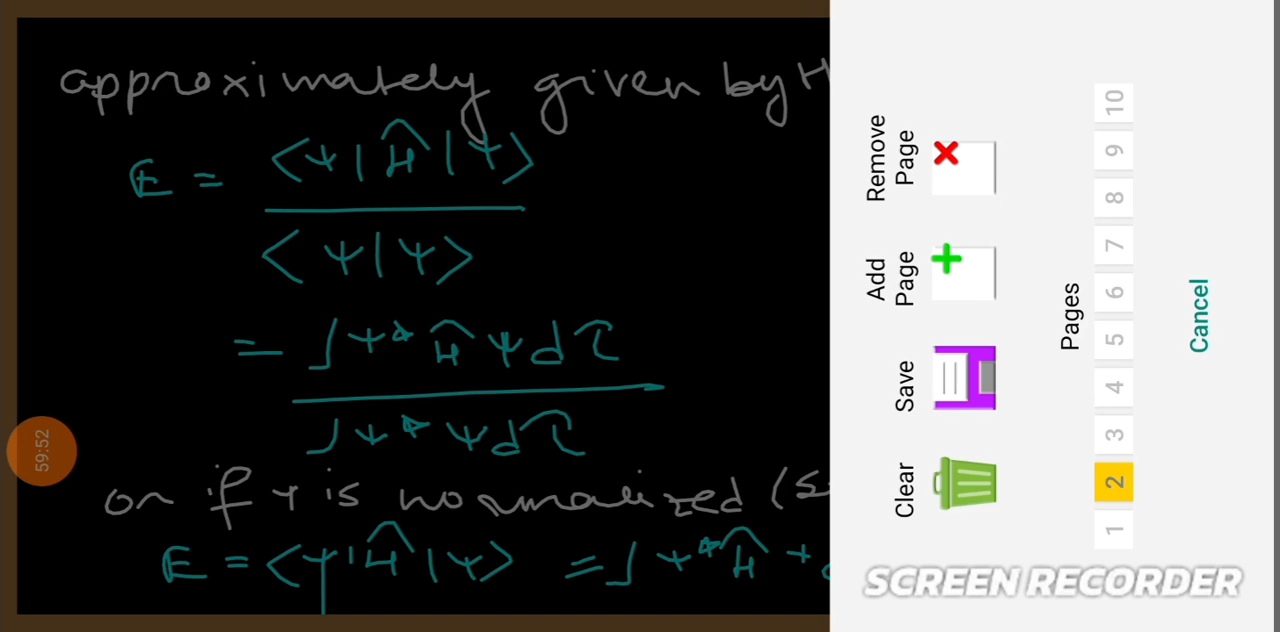 approximately given by H
E = <ψ|Ĥ|ψ>
<ψ|ψ>
= ∫ψ* Ĥ ψ dτ
∫ψ* ψ dτ
or if ψ is normalized (S
E = <ψ|Ĥ|ψ> = ∫ ψ* Ĥ ψ
59:52
Remove Page
Add Page
Save
Clear
Pages
10
9
8
7
6
5
4
3
2
1
Cancel
SCREEN RECORDER